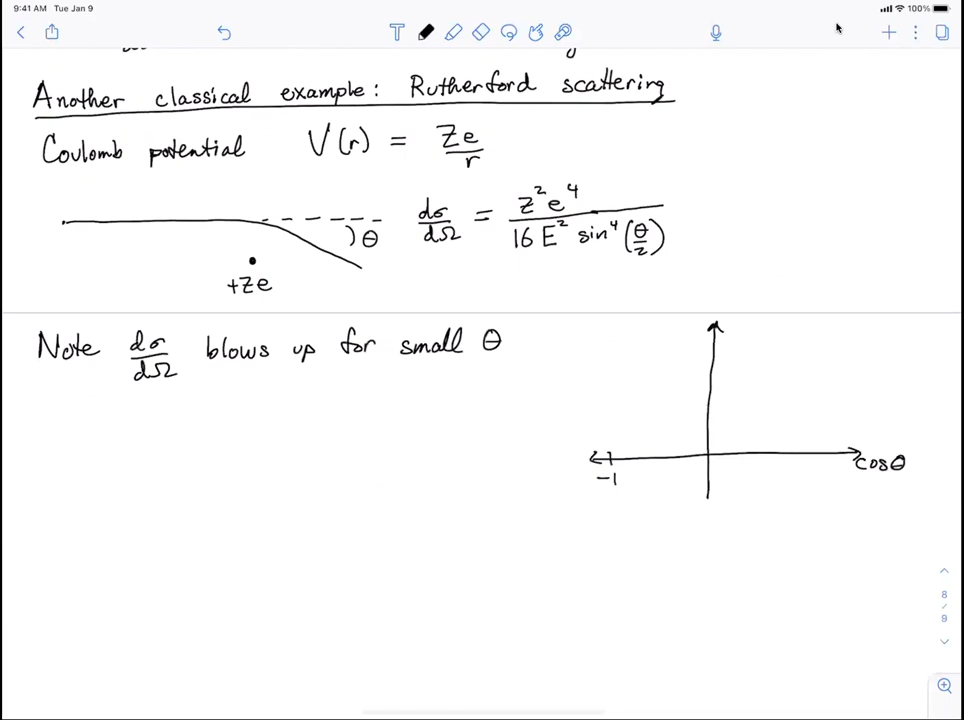 9:41 AM Tue Jan 9
100%
Another classical example: Rutherford scattering
Coulomb potential V(r) = Ze/r
θ dσ/dΩ = Z²e⁴/16 E² sin⁴(θ/2)
+Ze
Note dσ/dΩ blows up for small θ
cosθ
-1
8
/
9